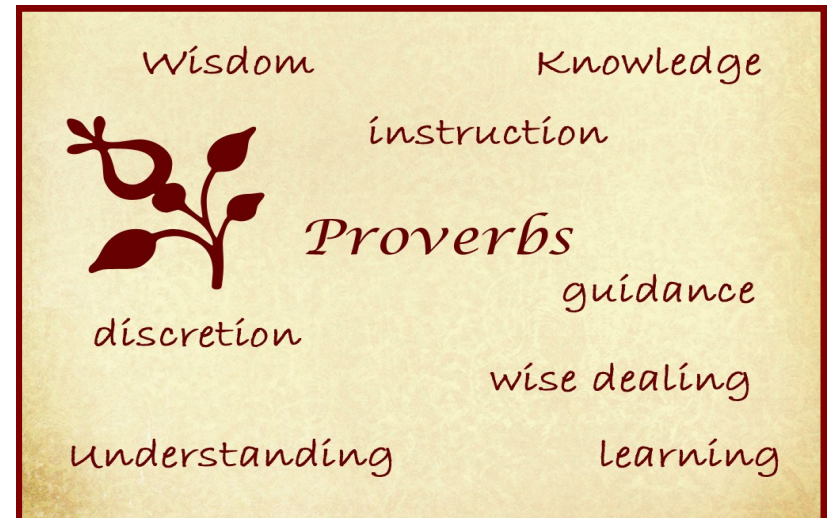 Wisdom
Knowledge
instruction
Proverbs
guidance
discretion
wise dealing
Understanding
learning